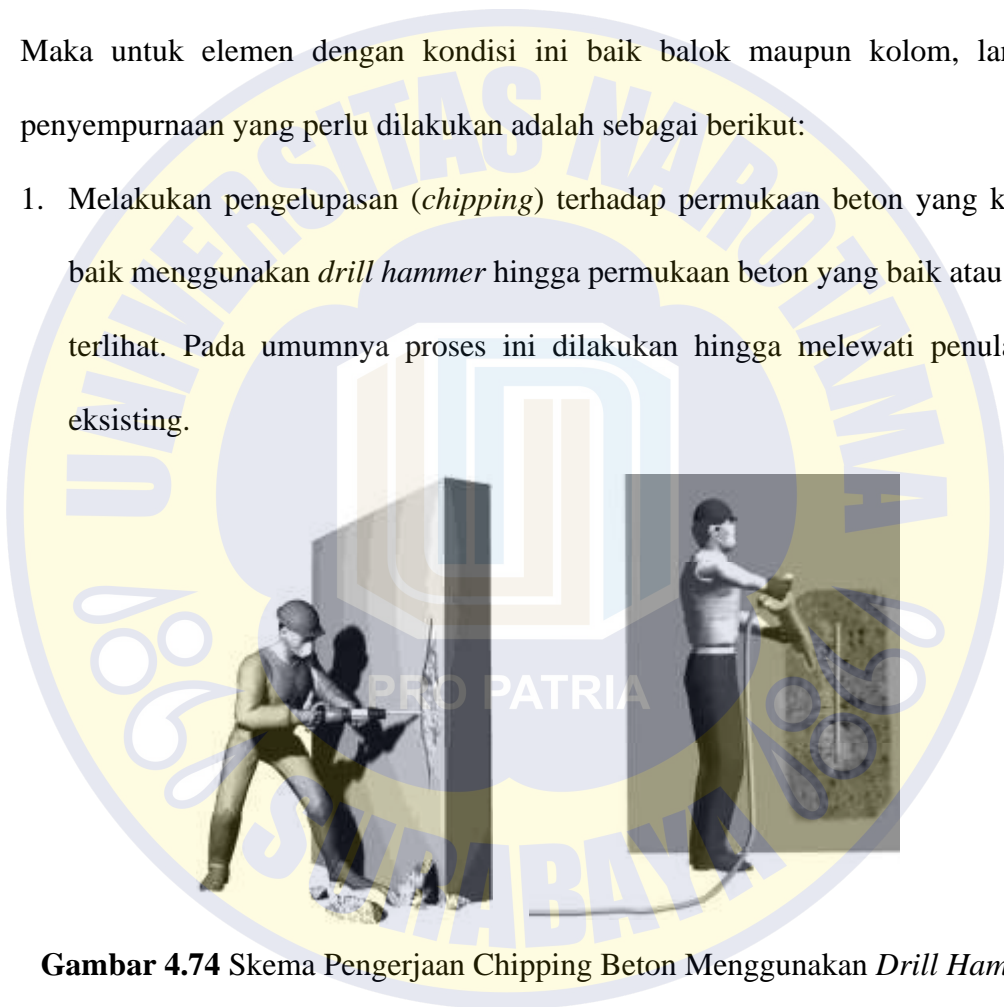 Maka untuk elemen dengan kondisi ini baik balok maupun kolom, lan
penyempurnaan yang perlu dilakukan adalah sebagai berikut:
1. Melakukan pengelupasan (chipping) terhadap permukaan beton yang k
baik menggunakan drill hammer hingga permukaan beton yang baik atau
terlihat. Pada umumnya proses ini dilakukan hingga melewati penula
eksisting.
UNIVERSITAS NAROTAMA
PRO PATRIA
SURABAYA
Gambar 4.74 Skema Pengerjaan Chipping Beton Menggunakan Drill Ham